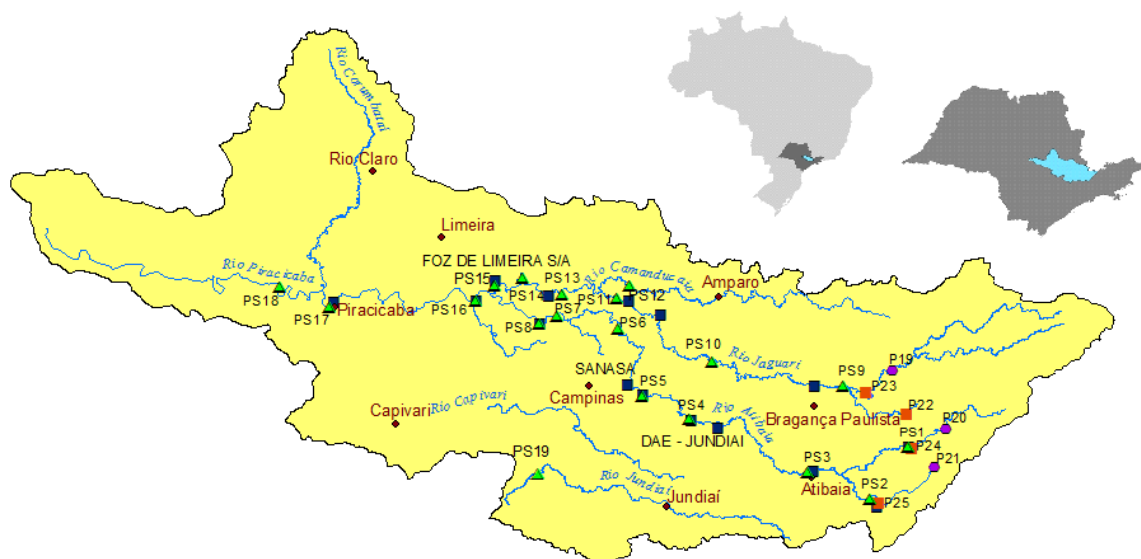 Rio Corumbataí
Rio Claro
Limeira
FOZ DE LIMEIRA S/A
Rio Piracicaba
PS18
PS17
Piracicaba
PS16
PS15
PS14
PS13
PS11
PS12
Rio Camanducaia
Amparo
PS8
PS7
PS6
PS10
Rio Jaguari
PS9
P19
P23
P22
SANASA
Campinas
PS5
PS4
Rio Atibaia
DAE - JUNDIAI
Bragança Paulista
PS1
P20
P24
P21
Capivari
Rio Capivari
PS3
Atibaia
PS2
P25
PS19
Rio Jundiaí
Jundiaí